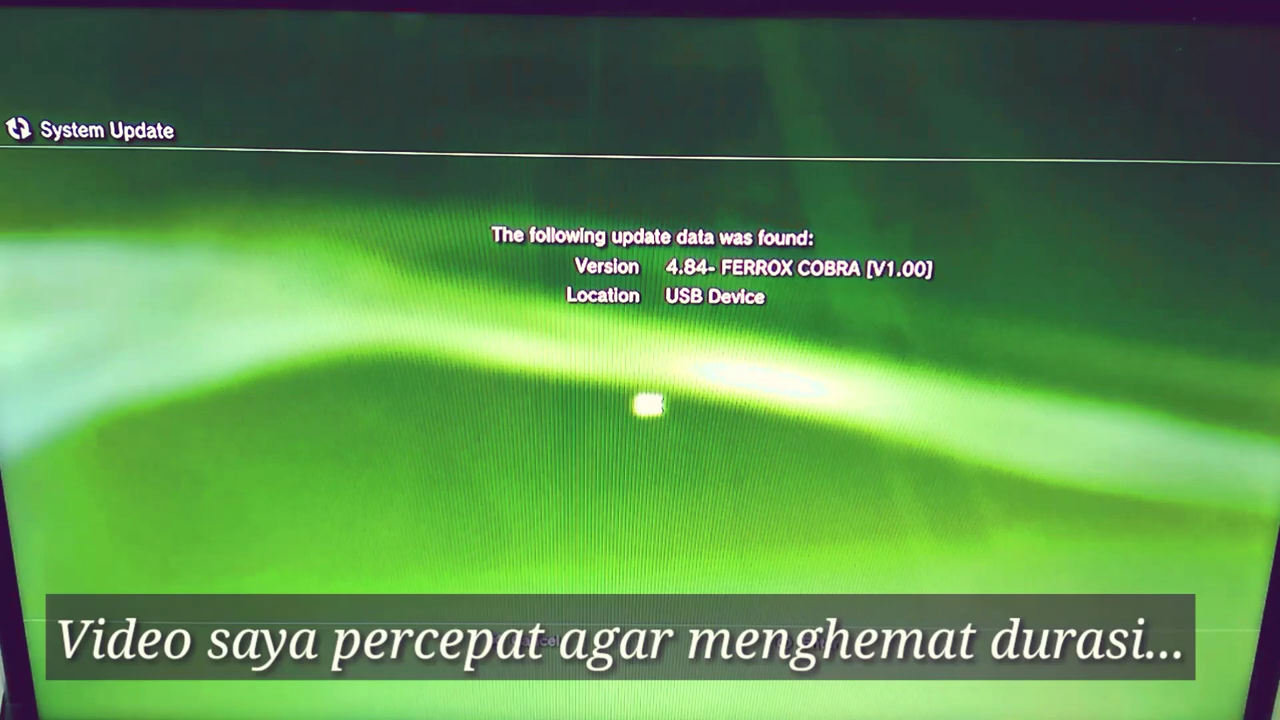 System Update
The following update data was found:
Version 4.84- FERROX COBRA [V1.00]
Location USB Device
Video saya percepat agar menghemat durasi...